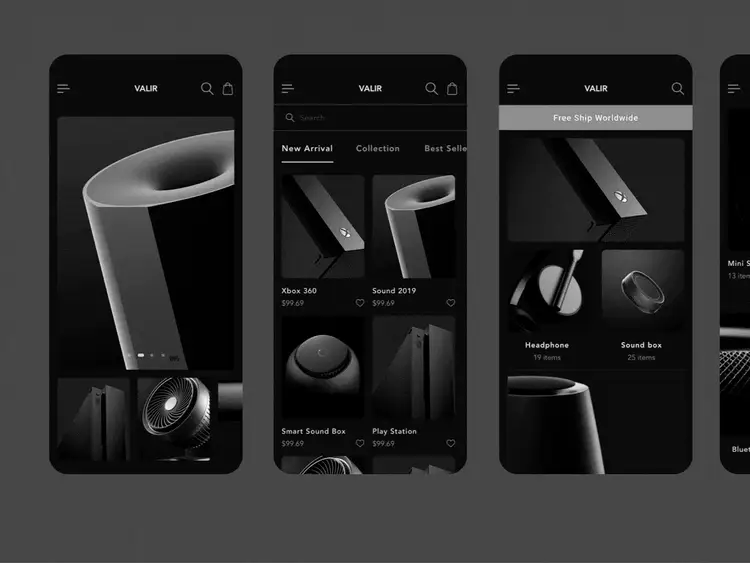 VALIR
VALIR
Search
New Arrival Collection Best Selle
Xbox 360 Sound 2019
$99.69 $99.69
Smart Sound Box Play Station
$99.69 $99.69
VALIR
Free Ship Worldwide
Headphone Sound box
19 items 25 items
Mini S
13 item
Bluet